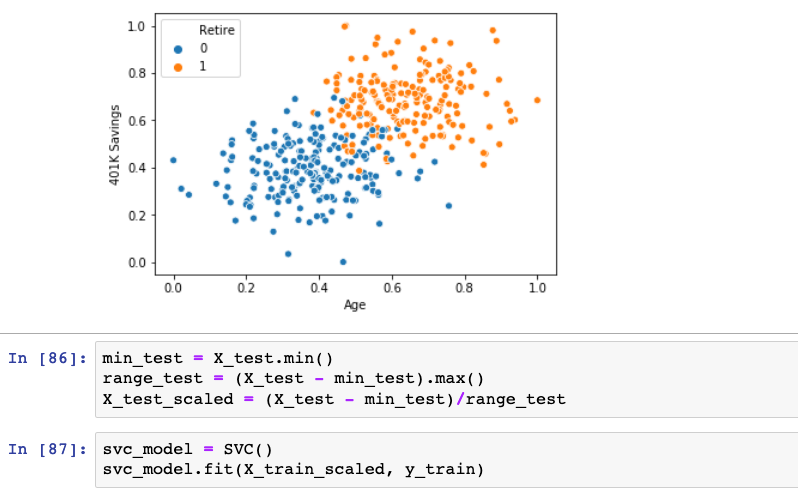 1.0
0.8
0.6
0.4
0.2
0.0
401K Savings
Retire
0
1
0.0 0.2 0.4 0.6 0.8 1.0
Age
In [86]: min_test = X_test.min()
range_test = (X_test - min_test).max()
X_test_scaled = (X_test - min_test)/range_test
In [87]: svc_model = SVC()
svc_model.fit(X_train_scaled, y_train)